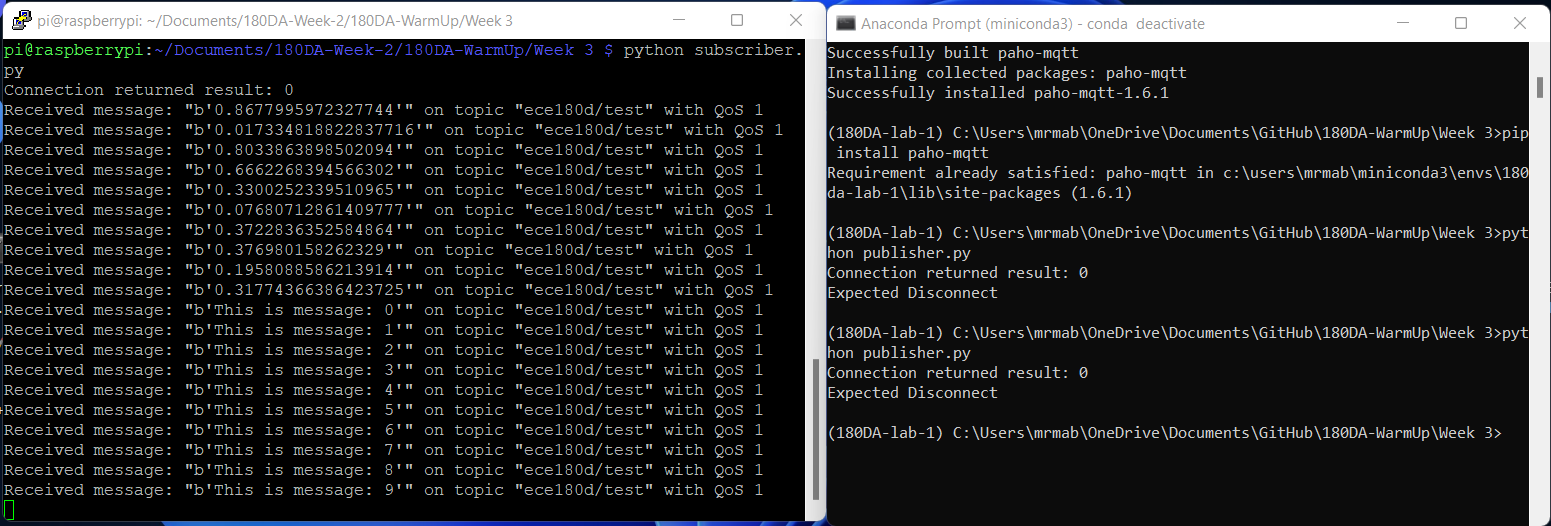 pi@raspberrypi: ~/Documents/180DA-Week-2/180DA-WarmUp/Week 3
pi@raspberrypi:~/Documents/180DA-Week-2/180DA-WarmUp/Week 3 $ python subscriber.
py
Connection returned result: 0
Received message: "b'0.8677995972327744'" on topic "ece180d/test" with QoS 1
Received message: "b'0.017334818822837716'" on topic "ece180d/test" with QoS 1
Received message: "b'0.8033863898502094'" on topic "ece180d/test" with QoS 1
Received message: "b'0.6662268394566302'" on topic "ece180d/test" with QoS 1
Received message: "b'0.3300252339510965'" on topic "ece180d/test" with QoS 1
Received message: "b'0.07680712861409777'" on topic "ece180d/test" with QoS 1
Received message: "b'0.3722836352584864'" on topic "ece180d/test" with QoS 1
Received message: "b'0.376980158262329'" on topic "ece180d/test" with QoS 1
Received message: "b'0.1958088586213914'" on topic "ece180d/test" with QoS 1
Received message: "b'0.31774366386423725'" on topic "ece180d/test" with QoS 1
Received message: "b'This is message: 0'" on topic "ece180d/test" with QoS 1
Received message: "b'This is message: 1'" on topic "ece180d/test" with QoS 1
Received message: "b'This is message: 2'" on topic "ece180d/test" with QoS 1
Received message: "b'This is message: 3'" on topic "ece180d/test" with QoS 1
Received message: "b'This is message: 4'" on topic "ece180d/test" with QoS 1
Received message: "b'This is message: 5'" on topic "ece180d/test" with QoS 1
Received message: "b'This is message: 6'" on topic "ece180d/test" with QoS 1
Received message: "b'This is message: 7'" on topic "ece180d/test" with QoS 1
Received message: "b'This is message: 8'" on topic "ece180d/test" with QoS 1
Received message: "b'This is message: 9'" on topic "ece180d/test" with QoS 1
Anaconda Prompt (miniconda3) - conda  deactivate
Successfully built paho-mqtt
Installing collected packages: paho-mqtt
Successfully installed paho-mqtt-1.6.1
(180DA-lab-1) C:\Users\mrmab\OneDrive\Documents\GitHub\180DA-WarmUp\Week 3>pip
 install paho-mqtt
Requirement already satisfied: paho-mqtt in c:\users\mrmab\miniconda3\envs\180
da-lab-1\lib\site-packages (1.6.1)
(180DA-lab-1) C:\Users\mrmab\OneDrive\Documents\GitHub\180DA-WarmUp\Week 3>pyt
hon publisher.py
Connection returned result: 0
Expected Disconnect
(180DA-lab-1) C:\Users\mrmab\OneDrive\Documents\GitHub\180DA-WarmUp\Week 3>pyt
hon publisher.py
Connection returned result: 0
Expected Disconnect
(180DA-lab-1) C:\Users\mrmab\OneDrive\Documents\GitHub\180DA-WarmUp\Week 3>